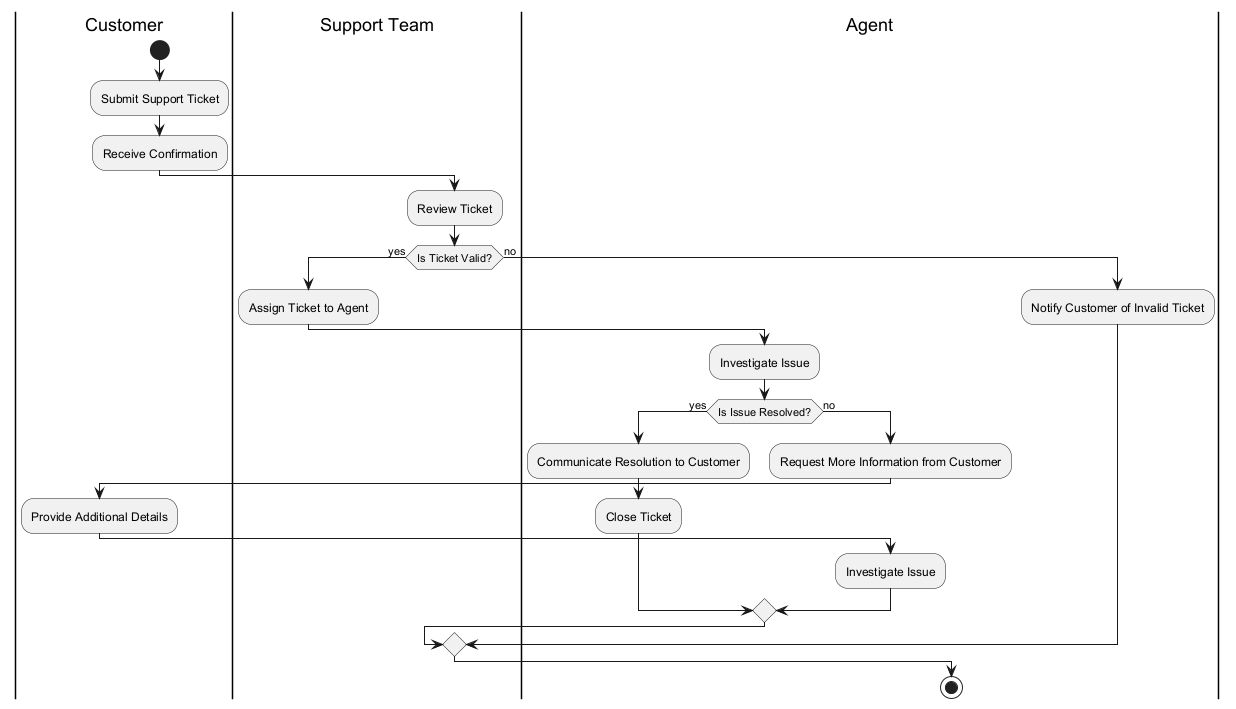 Customer
Support Team
Agent
Submit Support Ticket
Receive Confirmation
Review Ticket
yes
Is Ticket Valid?
no
Assign Ticket to Agent
Notify Customer of Invalid Ticket
Investigate Issue
yes
Is Issue Resolved?
no
Communicate Resolution to Customer
Request More Information from Customer
Provide Additional Details
Close Ticket
Investigate Issue